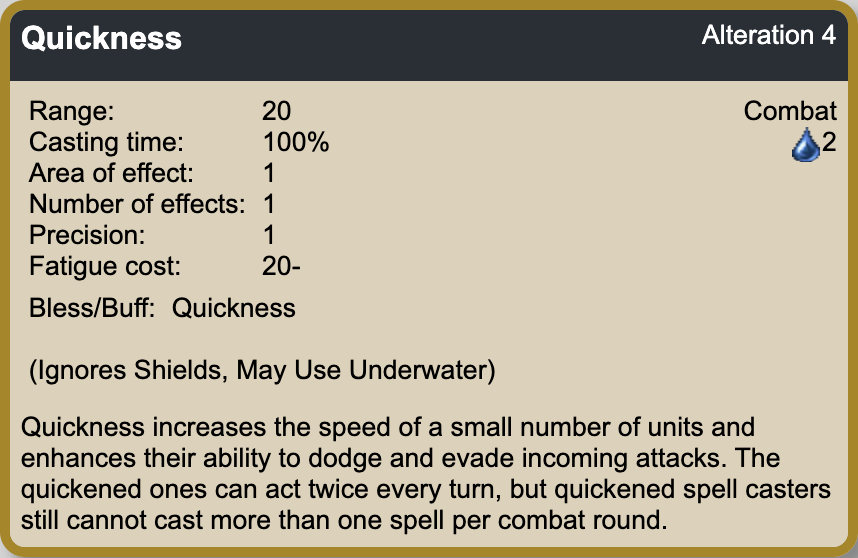 Quickness
Alteration 4
Range: 20
Combat
Casting time: 100%
2
Area of effect: 1
Number of effects: 1
Precision: 1
Fatigue cost: 20-
Bless/Buff: Quickness
(Ignores Shields, May Use Underwater)
Quickness increases the speed of a small number of units and
enhances their ability to dodge and evade incoming attacks. The
quickened ones can act twice every turn, but quickened spell casters
still cannot cast more than one spell per combat round.